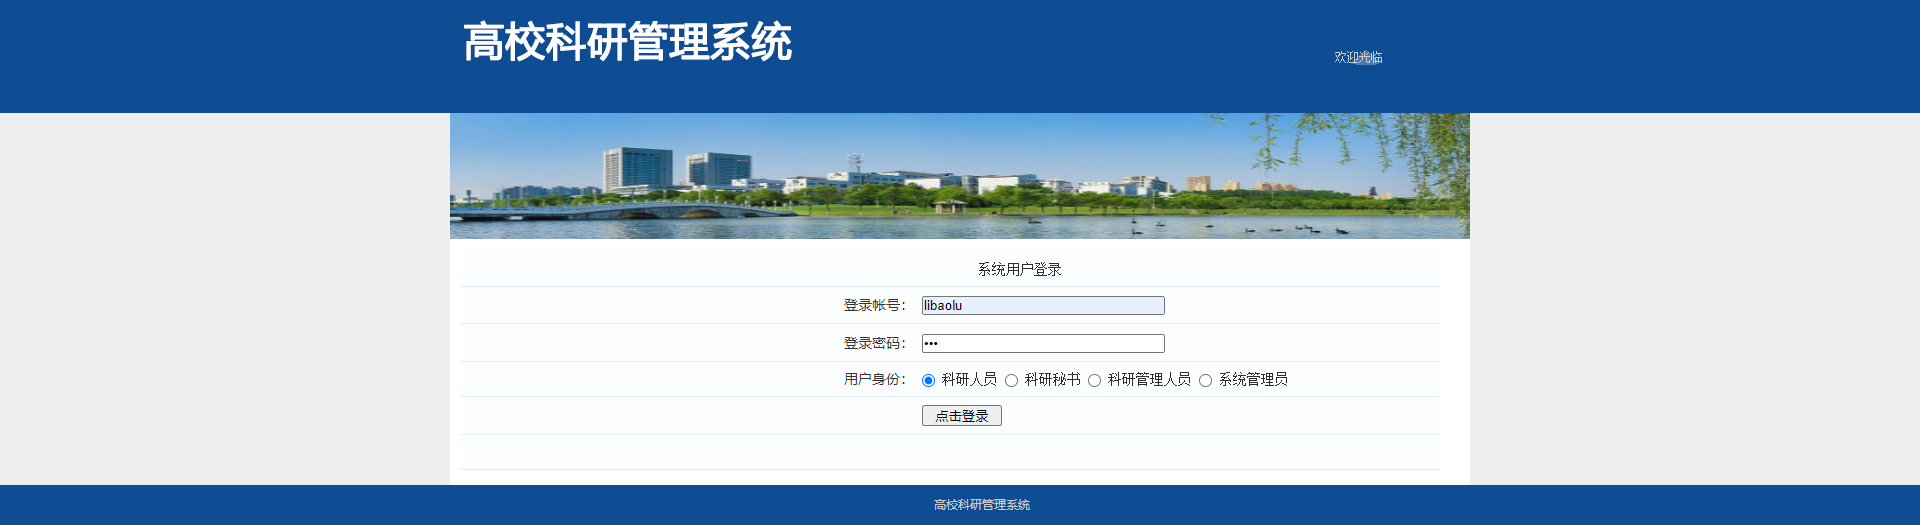 高校科研管理系统
欢迎光临
系统用户登录
登录帐号： libaolu
登录密码： •••
用户身份： 科研人员 科研秘书 科研管理人员 系统管理员
点击登录
高校科研管理系统